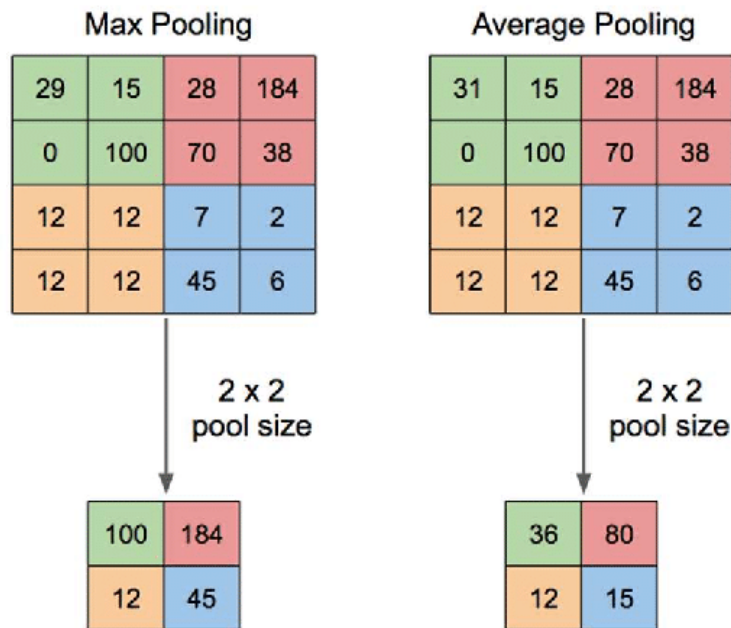 Max Pooling
29 15 28 184
0 100 70 38
12 12 7 2
12 12 45 6
2 x 2
pool size
100 184
12 45
Average Pooling
31 15 28 184
0 100 70 38
12 12 7 2
12 12 45 6
2 x 2
pool size
36 80
12 15